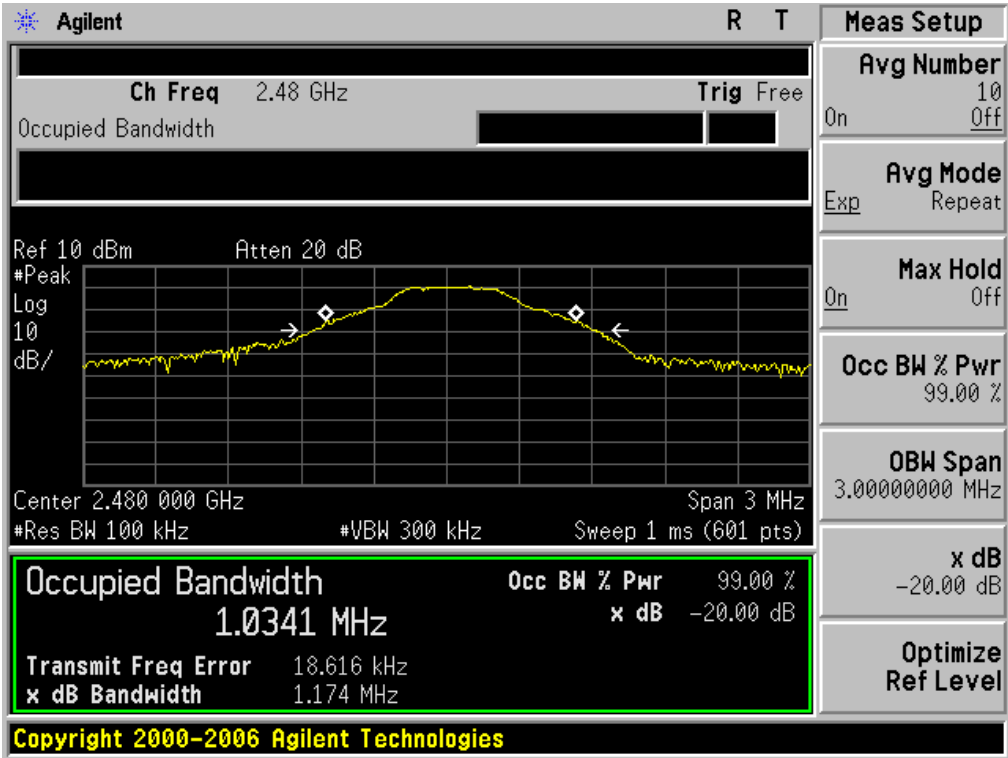 Agilent
R T
Ch Freq 2.48 GHz
Trig Free
Occupied Bandwidth
Ref 10 dBm
Atten 20 dB
#Peak
Log
10
dB/
Center 2.480 000 GHz
Span 3 MHz
#Res BW 100 kHz
#VBW 300 kHz
Sweep 1 ms (601 pts)
Occupied Bandwidth
1.0341 MHz
Occ BW % Pwr 99.00 %
x dB -20.00 dB
Transmit Freq Error 18.616 kHz
x dB Bandwidth 1.174 MHz
Copyright 2000-2006 Agilent Technologies
Meas Setup
Avg Number
10
On Off
Avg Mode
Exp Repeat
Max Hold
On Off
Occ BW % Pwr
99.00 %
OBW Span
3.00000000 MHz
x dB
-20.00 dB
Optimize
Ref Level